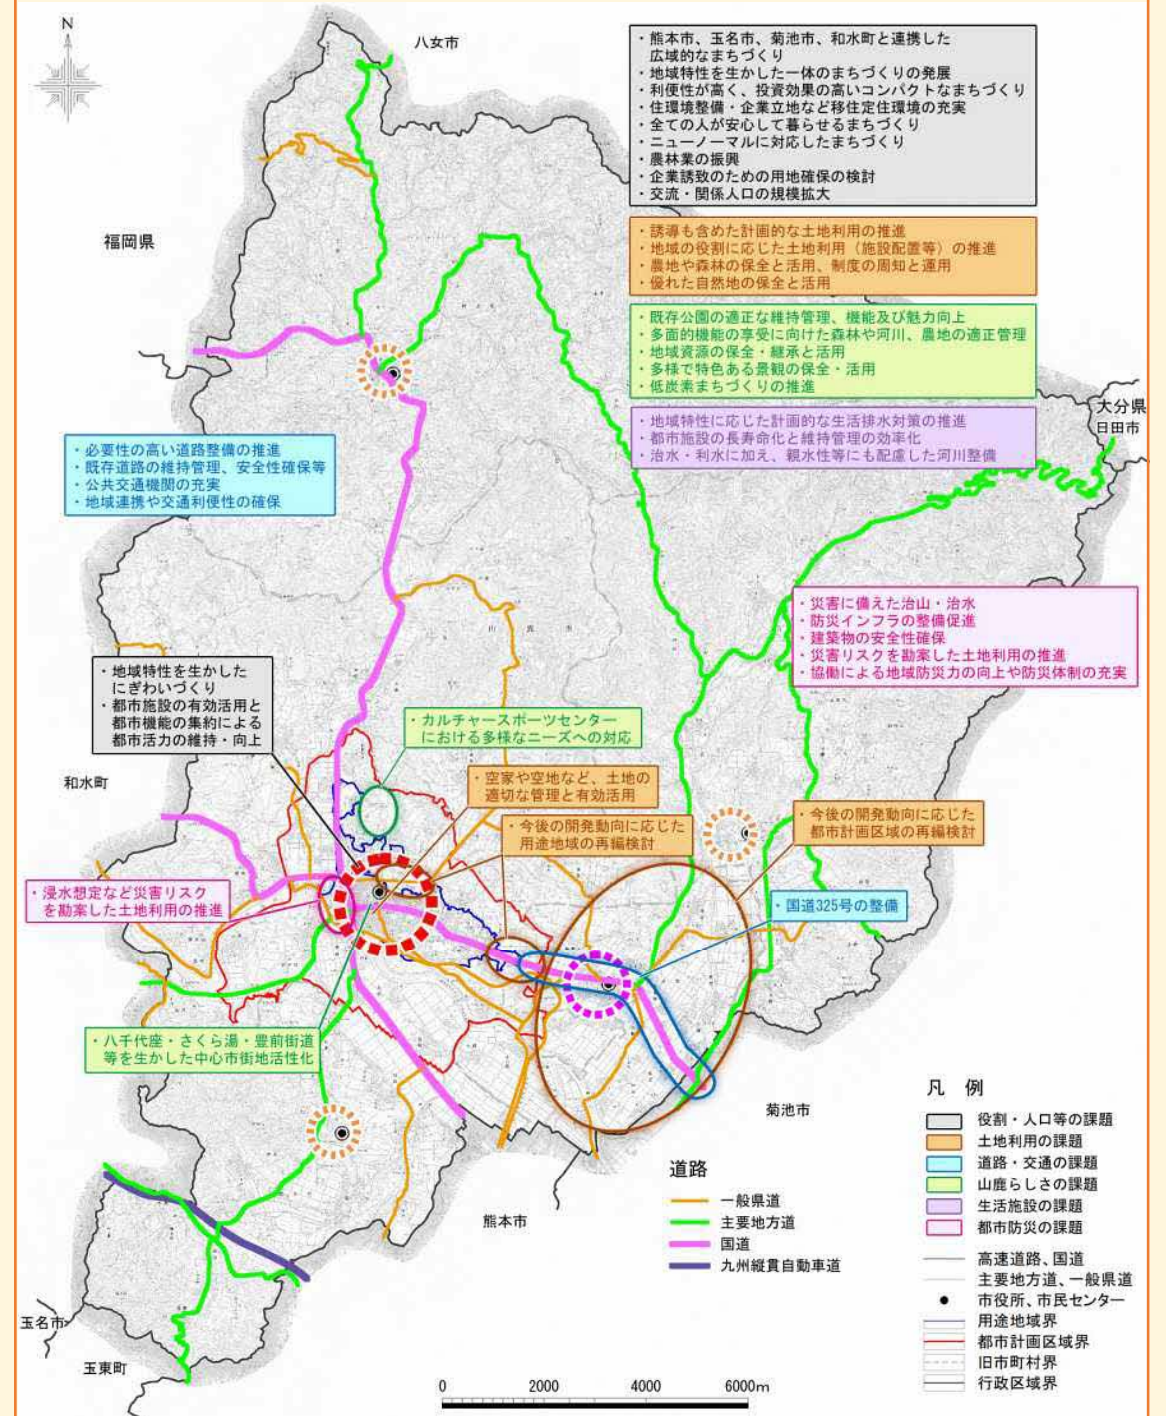 N
八女市
・熊本市、玉名市、菊池市、和水町と連携した
広域的なまちづくり
・地域特性を生かした一体のまちづくりの発展
・利便性が高く、投資効果の高いコンパクトなまちづくり
・住環境整備・企業立地など移住定住環境の充実
・全ての人が安心して暮らせるまちづくり
・ニューノーマルに対応したまちづくり
・農林業の振興
・企業誘致のための用地確保の検討
・交流・関係人口の規模拡大
福岡県
・誘導も含めた計画的な土地利用の推進
・地域の役割に応じた土地利用（施設配置等）の推進
・農地や森林の保全と活用、制度の周知と運用
・優れた自然地の保全と活用
・既存公園の適正な維持管理、機能及び魅力向上
・多面的機能の享受に向けた森林や河川、農地の適正管理
・地域資源の保全・継承と活用
・多様で特色ある景観の保全・活用
・低炭素まちづくりの推進
大分県
日田市
・地域特性に応じた計画的な生活排水対策の推進
・都市施設の長寿命化と維持管理の効率化
・治水・利水に加え、親水性等にも配慮した河川整備
・必要性の高い道路整備の推進
・既存道路の維持管理、安全性確保等
・公共交通機関の充実
・地域連携や交通利便性の確保
・災害に備えた治山・治水
・防災インフラの整備促進
・建築物の安全性確保
・災害リスクを勘案した土地利用の推進
・協働による地域防災力の向上や防災体制の充実
山鹿市
・地域特性を生かした
にぎわいづくり
・都市施設の有効活用と
都市機能の集約による
都市活力の維持・向上
・カルチャースポーツセンター
における多様なニーズへの対応
和水町
・空家や空地など、土地の
適切な管理と有効活用
・今後の開発動向に応じた
用途地域の再編検討
・今後の開発動向に応じた
都市計画区域の再編検討
・浸水想定など災害リスク
を勘案した土地利用の推進
・国道325号の整備
・八千代座・さくら湯・豊前街道
等を生かした中心市街地活性化
菊池市
熊本市
玉名市
玉東町
道路
一般県道
主要地方道
国道
九州縦貫自動車道
凡 例
役割・人口等の課題
土地利用の課題
道路・交通の課題
山鹿らしさの課題
生活施設の課題
都市防災の課題
高速道路、国道
主要地方道、一般県道
市役所、市民センター
用途地域界
都市計画区域界
旧市町村界
行政区域界
0 2000 4000 6000m